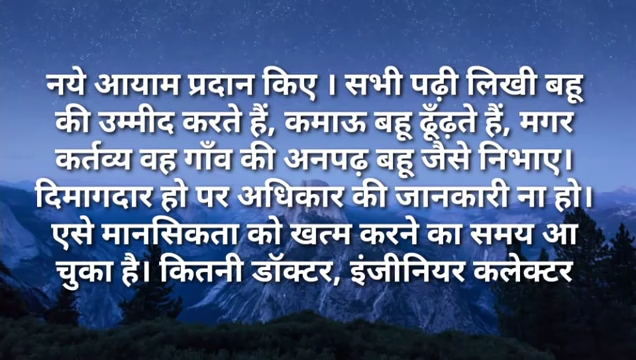 नये आयाम प्रदान किए । सभी पढ़ी लिखी बहू
की उम्मीद करते हैं, कमाऊ बहू ढूँढ़ते हैं, मगर
कर्तव्य वह गाँव की अनपढ़ बहू जैसे निभाए।
दिमागदार हो पर अधिकार की जानकारी ना हो।
एसे मानसिकता को खत्म करने का समय आ
चुका है। कितनी डॉक्टर, इंजीनियर कलेक्टर